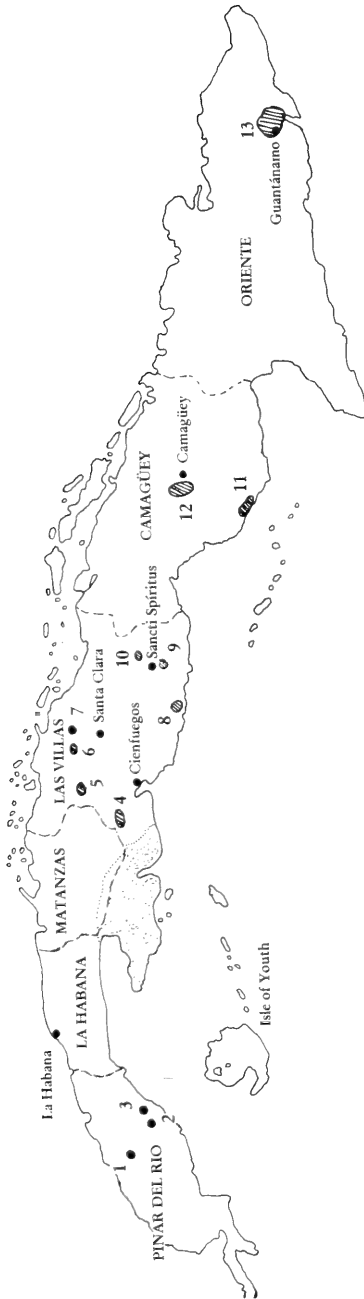 La Habana
PINAR DEL RIO
1
2
3
LA HABANA
Isle of Youth
MATANZAS
LAS VILLAS
4
5
6
7
Santa Clara
Cienfuegos
8
9
10
Sancti Spíritus
CAMAGÜEY
12
Camagüey
11
ORIENTE
13
Guantánamo